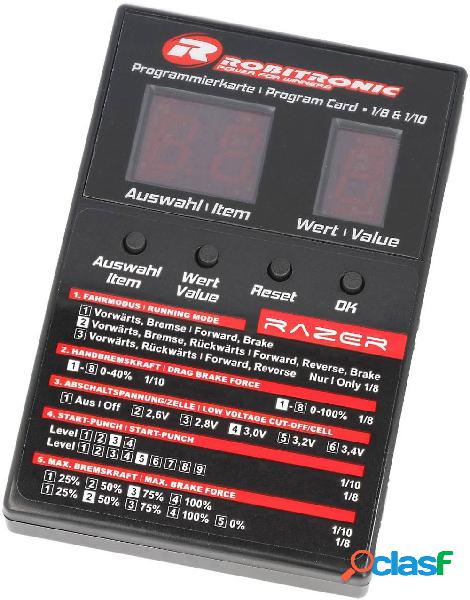 R ROBITRONIC
POWER FOR WINNERS
Programmierkarte | Program Card - 1/8 & 1/10
Auswahl | Item
Wert | Value
Auswahl Item
Wert Value
Reset
OK
1. FAHRMODUS | RUNNING MODE
RAZER
1 Vorwärts, Bremse | Forward, Brake
2 Vorwärts, Bremse, Rückwärts | Forward, Reverse, Brake
3 Vorwärts, Rückwärts | Forward, Reverse Nur | Only 1/8
2. HANDBREMSKRAFT | DRAG BRAKE FORCE
1 - 8 0-40% 1/10 1 - 8 0-100% 1/8
3. ABSCHALTSPANNUNG/ZELLE | LOW VOLTAGE CUT-OFF/CELL
1 Aus | Off 2 2,6V 3 2,8V 4 3,0V 5 3,2V 6 3,4V
4. START-PUNCH | START-PUNCH
Level 1 2 3 4 1/10
Level 1 2 3 4 5 6 7 8 9 1/8
5. MAX. BREMSKRAFT | MAX. BRAKE FORCE
1 25% 2 50% 3 75% 4 100% 1/10
1 25% 2 50% 3 75% 4 100% 5 0% 1/8
oclasf